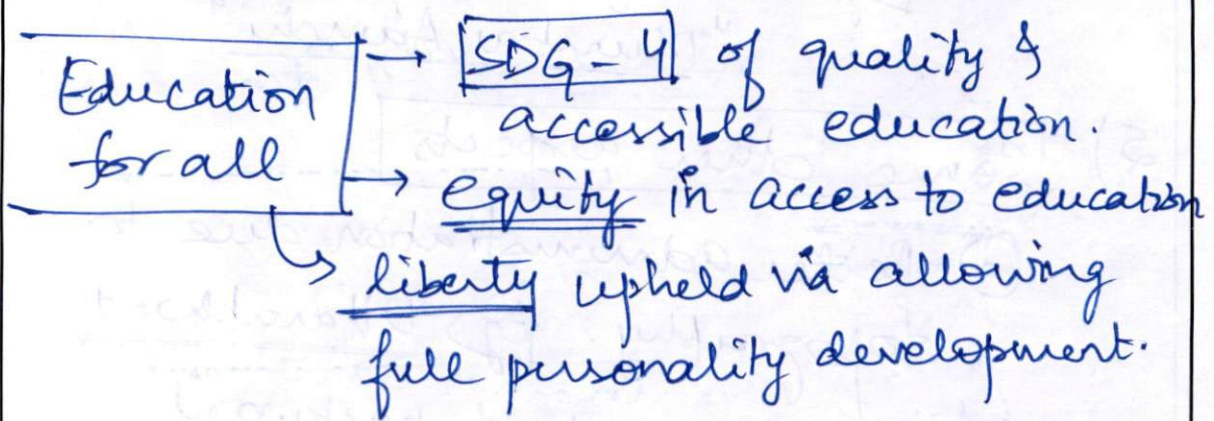 Education
for all
→ SDG-4 of quality &
accessible education.
→ equity in access to education
↳ liberty upheld via allowing
full personality development.